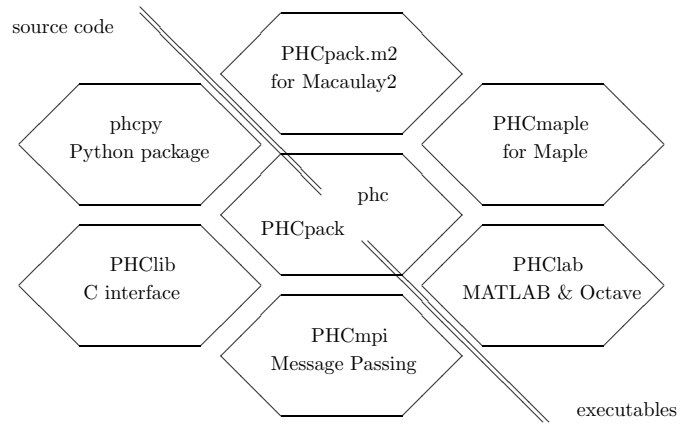 source code
PHCpack.m2
for Macaulay2
phcpy
Python package
PHCmaple
for Maple
phc
PHCpack
PHClib
C interface
PHClab
MATLAB & Octave
PHCmpi
Message Passing
executables